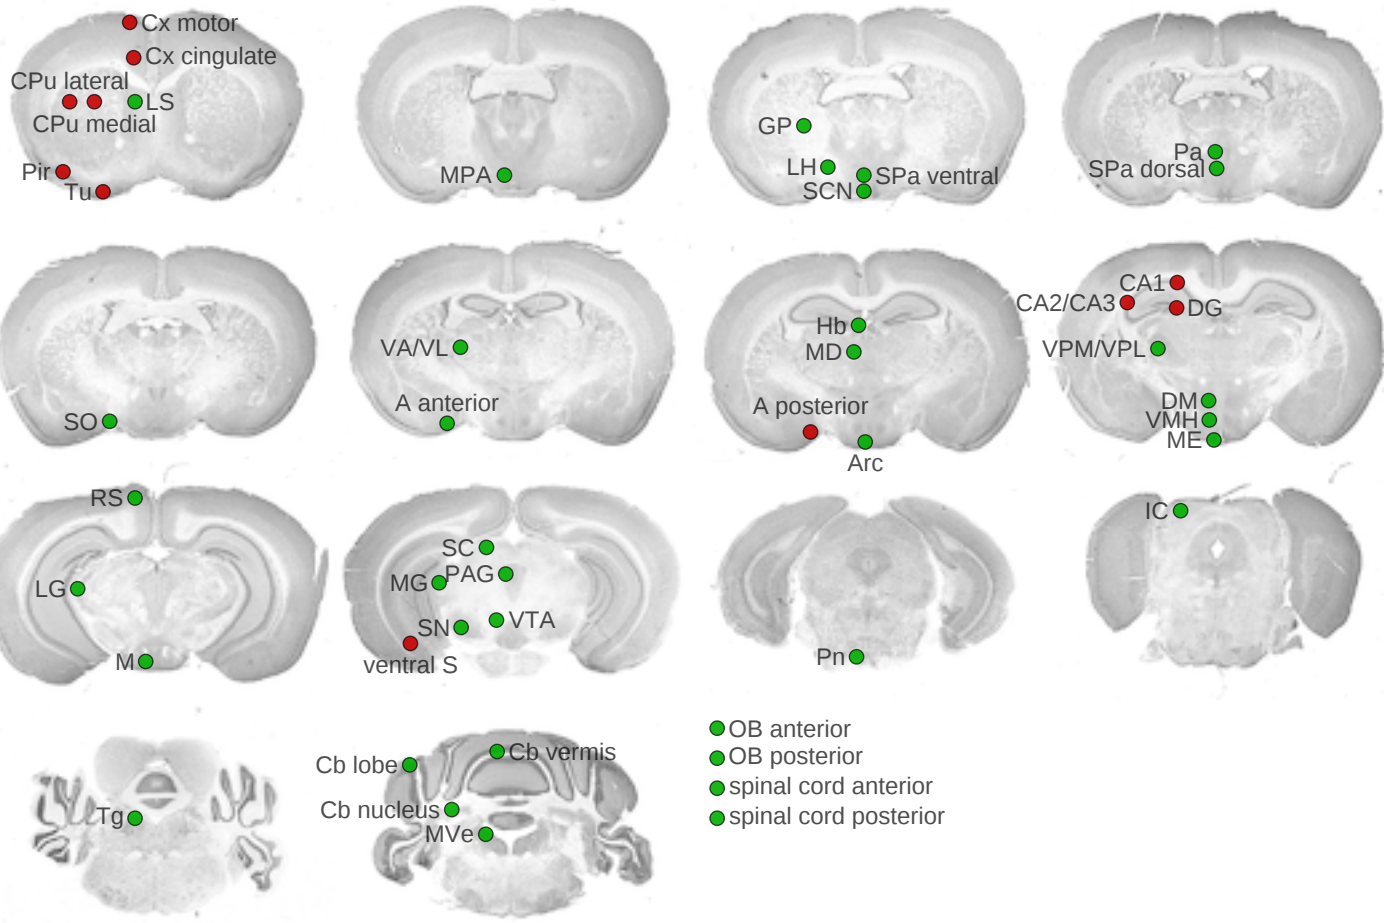 Cx motor
Cx cingulate
CPu lateral
LS
CPu medial
Pir
Tu
MPA
GP
LH
SPa ventral
SCN
Pa
SPa dorsal
SO
VA/VL
A anterior
Hb
MD
A posterior
Arc
CA1
CA2/CA3
DG
VPM/VPL
DM
VMH
ME
RS
LG
M
SC
MG
PAG
SN
VTA
ventral S
Pn
IC
Tg
Cb lobe
Cb vermis
Cb nucleus
MVe
OB anterior
OB posterior
spinal cord anterior
spinal cord posterior